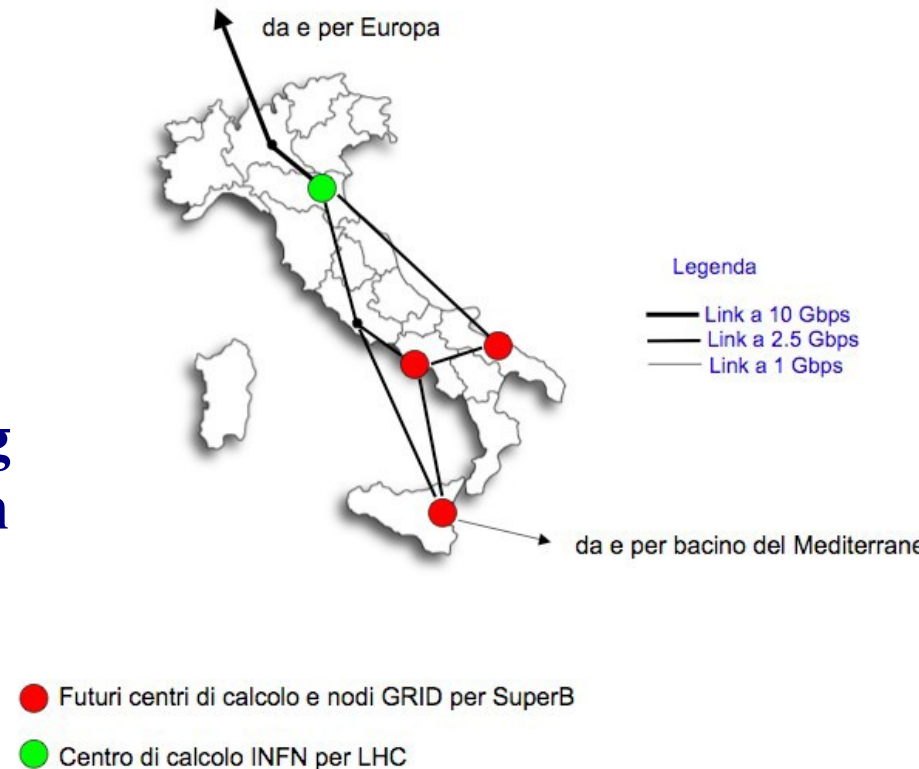 da e per Europa
Legenda
Link a 10 Gbps
Link a 2.5 Gbps
Link a 1 Gbps
da e per bacino del Mediterrane
Futuri centri di calcolo e nodi GRID per SuperB
Centro di calcolo INFN per LHC